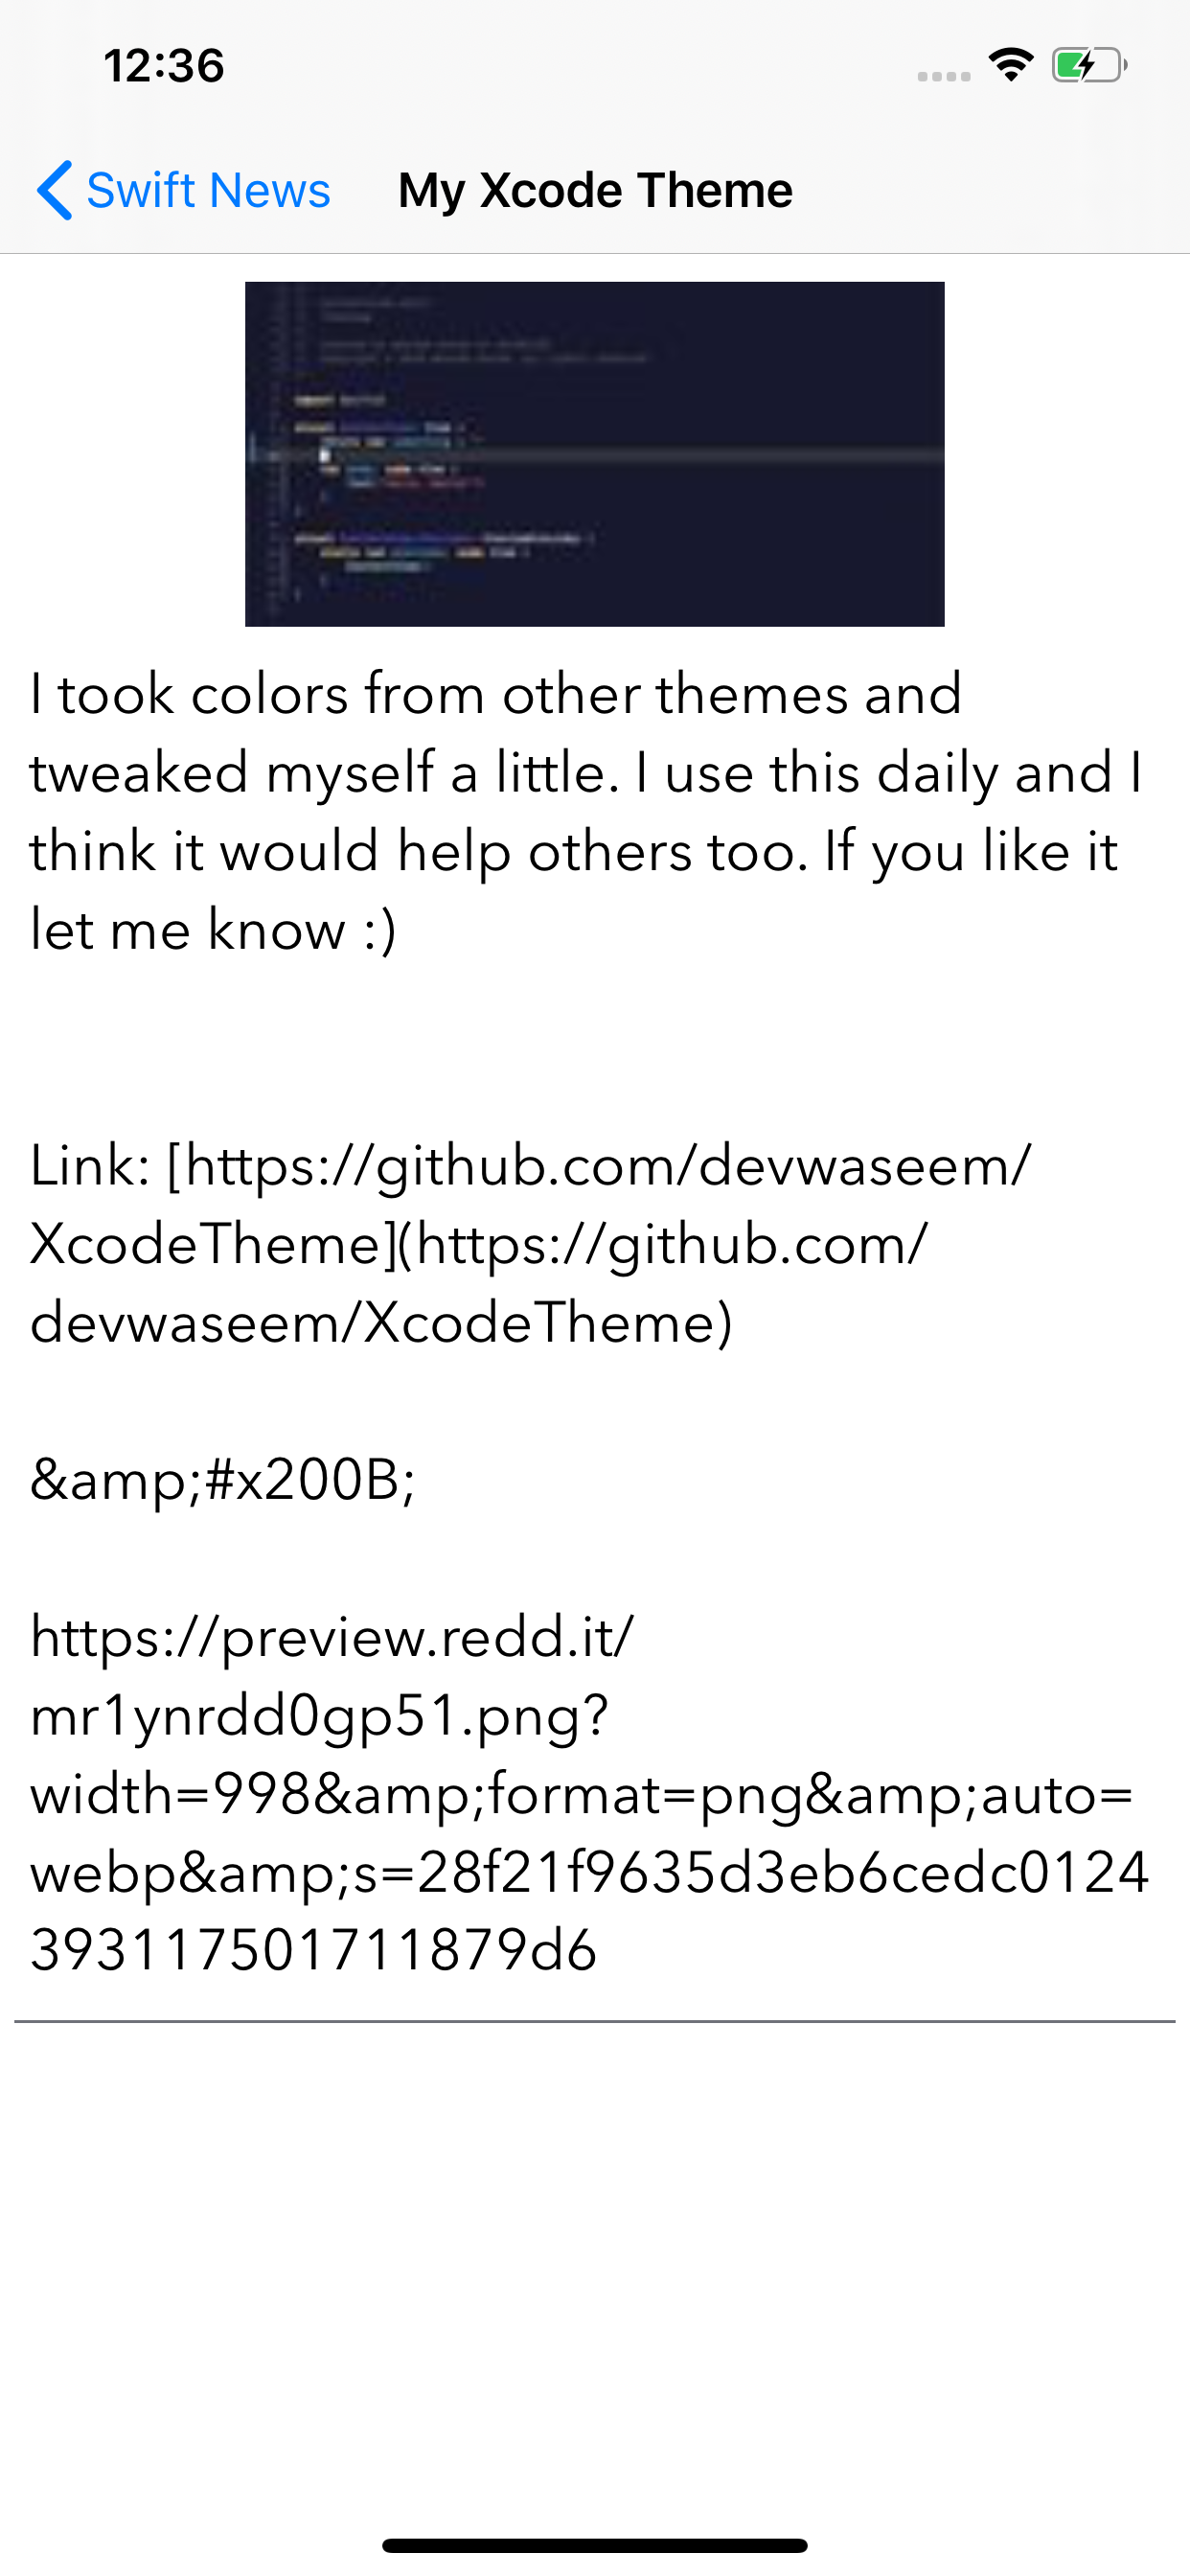 12:36
Swift News
My Xcode Theme
I took colors from other themes and
tweaked myself a little. I use this daily and I
think it would help others too. If you like it
let me know :)
Link: [https://github.com/devwaseem/
XcodeTheme](https://github.com/
devwaseem/XcodeTheme)
&amp;#x200B;
https://preview.redd.it/
mr1ynrdd0gp51.png?
width=998&amp;format=png&amp;auto=
webp&amp;s=28f21f9635d3eb6cedc0124
393117501711879d6